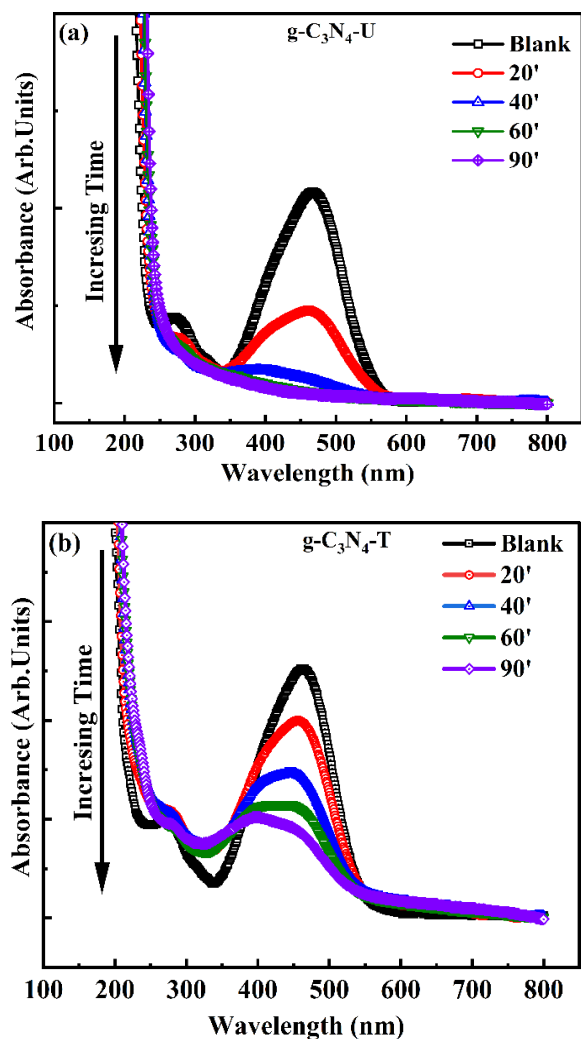 (a)
g-C₃N₄-U
Blank
20'
40'
60'
90'
Incresing Time
Absorbance (Arb.Units)
100 200 300 400 500 600 700 800
Wavelength (nm)
(b)
g-C₃N₄-T
Blank
20'
40'
60'
90'
Incresing Time
Absorbance (Arb.Units)
100 200 300 400 500 600 700 800
Wavelength (nm)